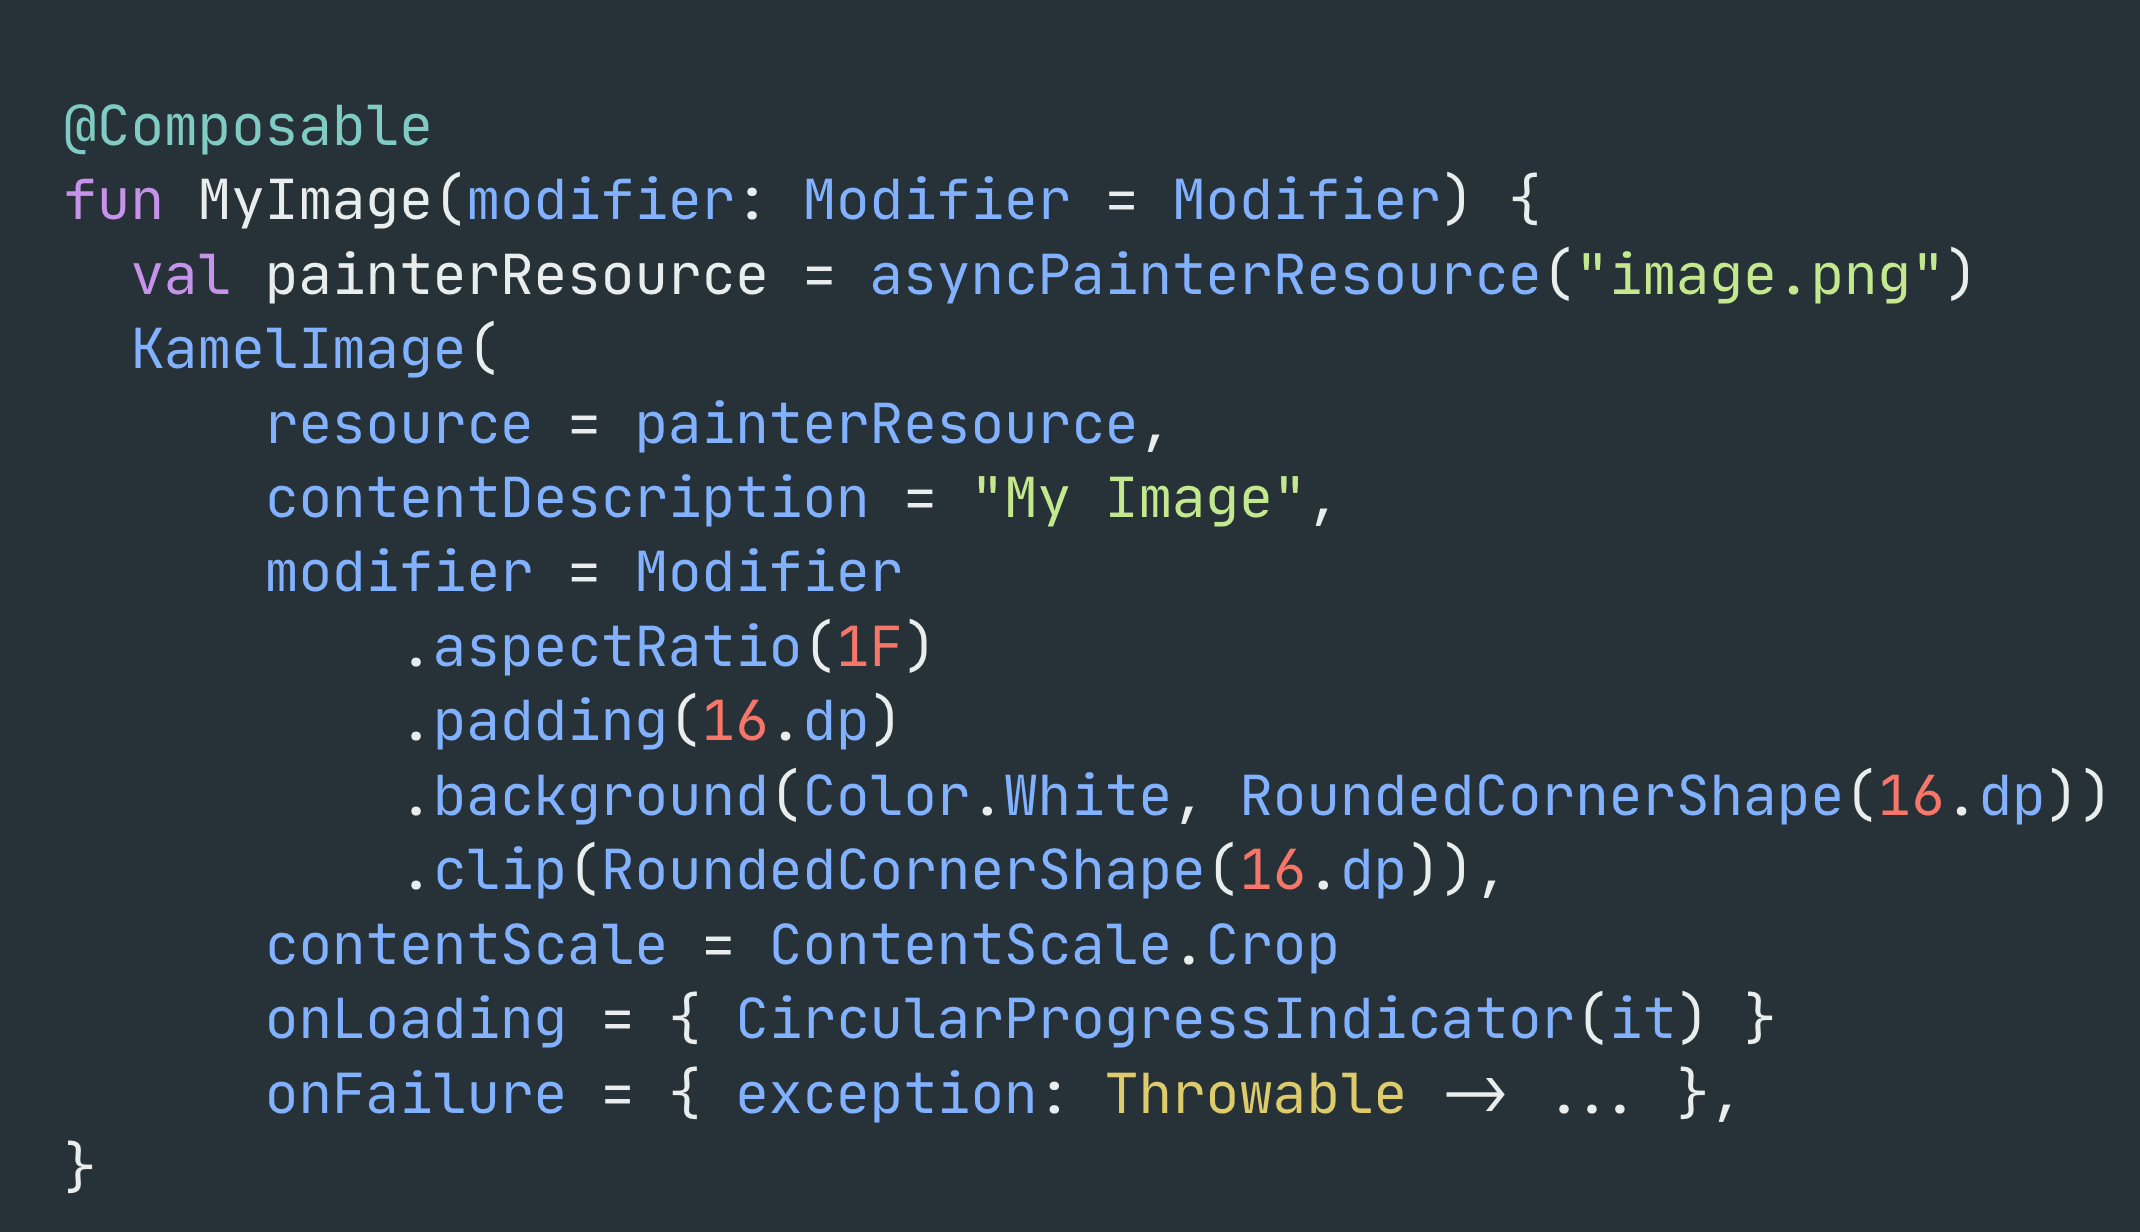 @Composable
fun MyImage(modifier: Modifier = Modifier) {
  val painterResource = asyncPainterResource("image.png")
  KamelImage(
      resource = painterResource,
      contentDescription = "My Image",
      modifier = Modifier
          .aspectRatio(1F)
          .padding(16.dp)
          .background(Color.White, RoundedCornerShape(16.dp))
          .clip(RoundedCornerShape(16.dp)),
      contentScale = ContentScale.Crop
      onLoading = { CircularProgressIndicator(it) }
      onFailure = { exception: Throwable -> ... },
}